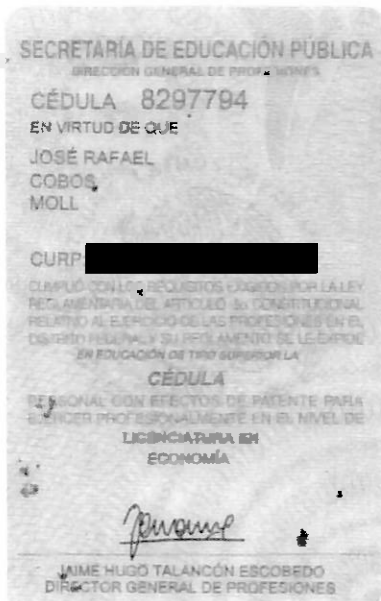 SECRETARÍA DE EDUCACIÓN PÚBLICA
DIRECCIÓN GENERAL DE PROFESIONES
CÉDULA 8297794
EN VIRTUD DE QUE
JOSÉ RAFAEL
COBOS
MOLL
CURP
CUMPLIÓ CON LOS REQUISITOS EXIGIDOS POR LA LEY
REGLAMENTARIA DEL ARTÍCULO 5o CONSTITUCIONAL
RELATIVO AL EJERCICIO DE LAS PROFESIONES EN EL
DISTRITO FEDERAL Y SU REGLAMENTO SE LE EXPIDE
EN EDUCACIÓN DE TIPO SUPERIOR LA
CÉDULA
PERSONAL CON EFECTOS DE PATENTE PARA
EJERCER PROFESIONALMENTE EN EL NIVEL DE
LICENCIATURA EN
ECONOMÍA
JAIME HUGO TALANCÓN ESCOBEDO
DIRECTOR GENERAL DE PROFESIONES